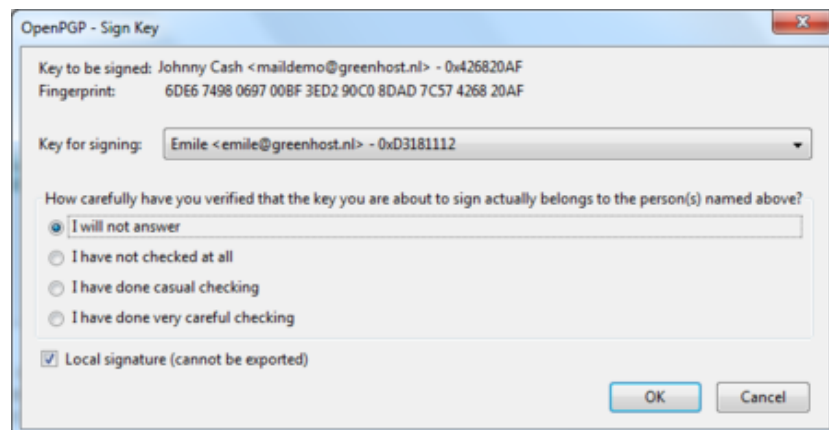 OpenPGP - Sign Key
Key to be signed: Johnny Cash <maildemo@greenhost.nl> - 0x426820AF
Fingerprint: 6DE6 7498 0697 00BF 3ED2 90C0 8DAD 7C57 4268 20AF
Key for signing: Emile <emile@greenhost.nl> - 0xD3181112
How carefully have you verified that the key you are about to sign actually belongs to the person(s) named above?
I will not answer
I have not checked at all
I have done casual checking
I have done very careful checking
Local signature (cannot be exported)
OK Cancel